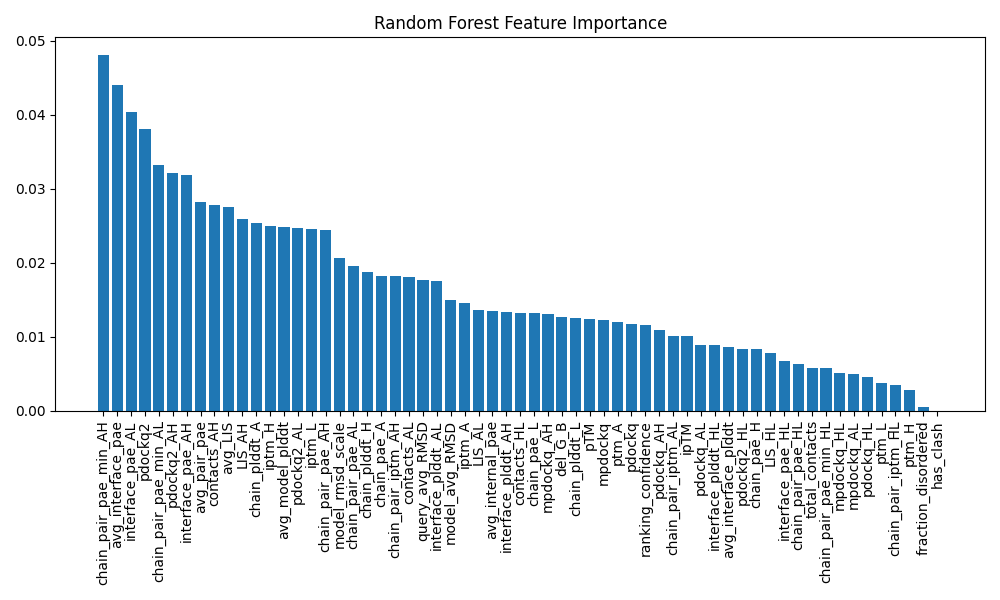 Random Forest Feature Importance
0.05
0.04
0.03
0.02
0.01
0.00
chain_pair_pae_min_AH
avg_interface_pae
interface_pae_AL
pdockq2
chain_pair_pae_min_AL
pdockq2_AH
interface_pae_AH
avg_pair_pae
contacts_AH
avg_LIS
LIS_AH
chain_plddt_A
iptm_H
avg_model_plddt
pdockq2_AL
iptm_L
chain_pair_pae_AH
model_rmsd_scale
chain_pair_pae_AL
chain_plddt_H
chain_pae_A
chain_pair_iptm_AH
contacts_AL
query_avg_RMSD
interface_plddt_AL
model_avg_RMSD
iptm_A
LIS_AL
avg_internal_pae
interface_plddt_AH
contacts_HL
chain_pae_L
mpdockq_AH
del_G_B
chain_plddt_L
pTM
mpdockq
ptm_A
pdockq
ranking_confidence
pdockq_AH
chain_pair_iptm_AL
ipTM
pdockq_AL
interface_plddt_HL
avg_interface_plddt
pdockq2_HL
chain_pae_H
LIS_HL
interface_pae_HL
chain_pair_pae_HL
total_contacts
chain_pair_pae_min_HL
mpdockq_HL
mpdockq_AL
pdockq_HL
ptm_L
chain_pair_iptm_HL
ptm_H
fraction_disordered
has_clash